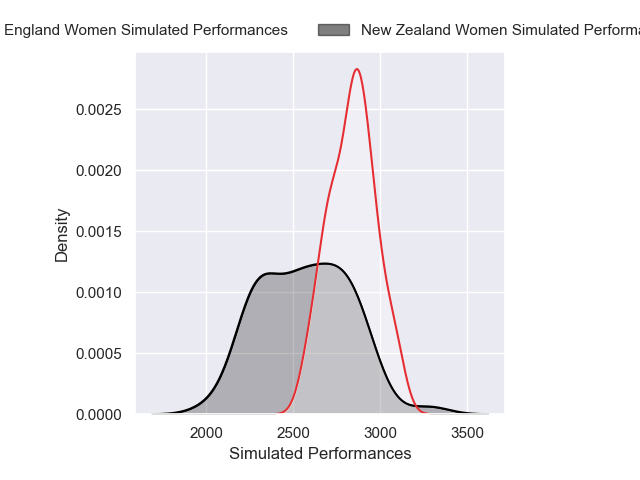 England Women Simulated Performances
New Zealand Women Simulated
0.0025
0.0020
0.0015
0.0010
0.0005
0.0000
Density
2000 2500 3000 3500
Simulated Performances